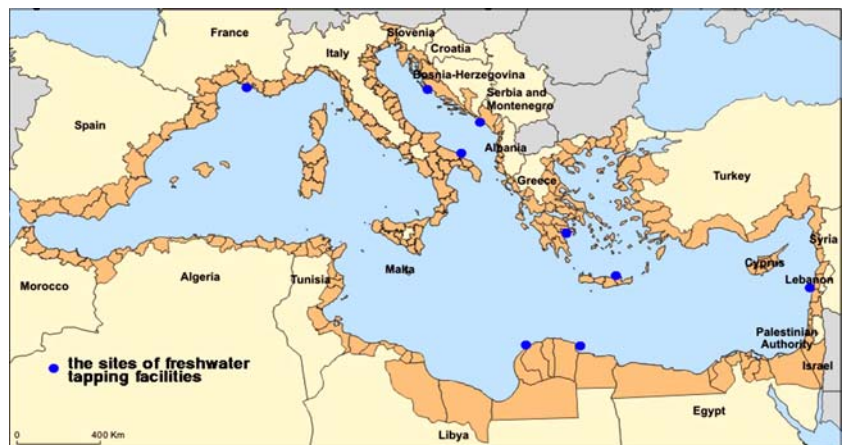 France
Slovenia
Italy
Croatia
Bosnia-Herzegovina
Serbia and
Montenegro
Spain
Albania
Greece
Turkey
Syria
Malta
Cyprus
Lebanon
Morocco
Algeria
Tunisia
Palestinian
Authority
the sites of freshwater
tapping facilities
Israel
Egypt
Libya
0 400 Km